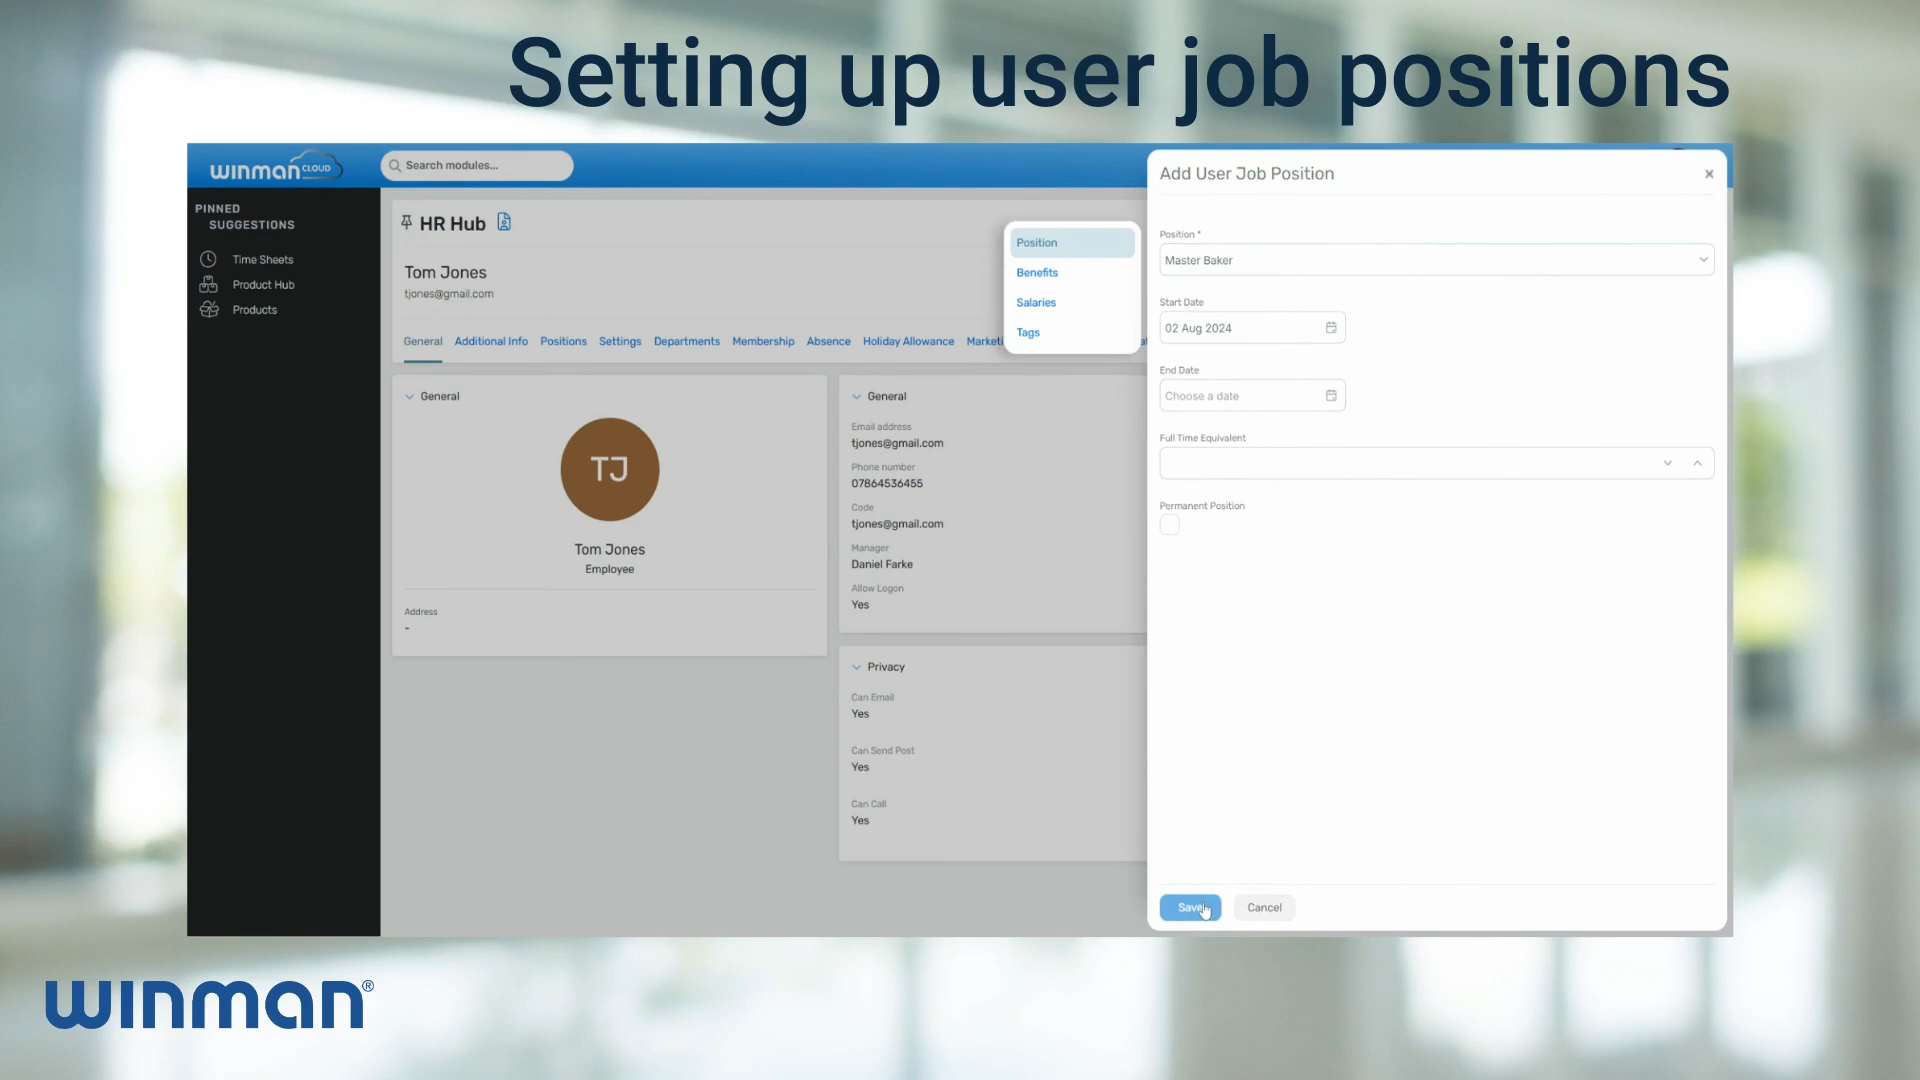 Setting up user job positions
winman CLOUD
Search modules...
PINNED
SUGGESTIONS
Time Sheets
Product Hub
Products
HR Hub
Tom Jones
tjones@gmail.com
General Additional Info Positions Settings Departments Membership Absence Holiday Allowance
Position
Benefits
Salaries
Tags
General
TJ
Tom Jones
Employee
Address
-
General
Email address
tjones@gmail.com
Phone number
07864536455
Code
tjones@gmail.com
Manager
Daniel Farke
Allow Logon
Yes
Privacy
Can Email
Yes
Can Send Post
Yes
Can Call
Yes
Add User Job Position
x
Position *
Master Baker
Start Date
02 Aug 2024
End Date
Choose a date
Full Time Equivalent
Permanent Position
Save Cancel
winman®